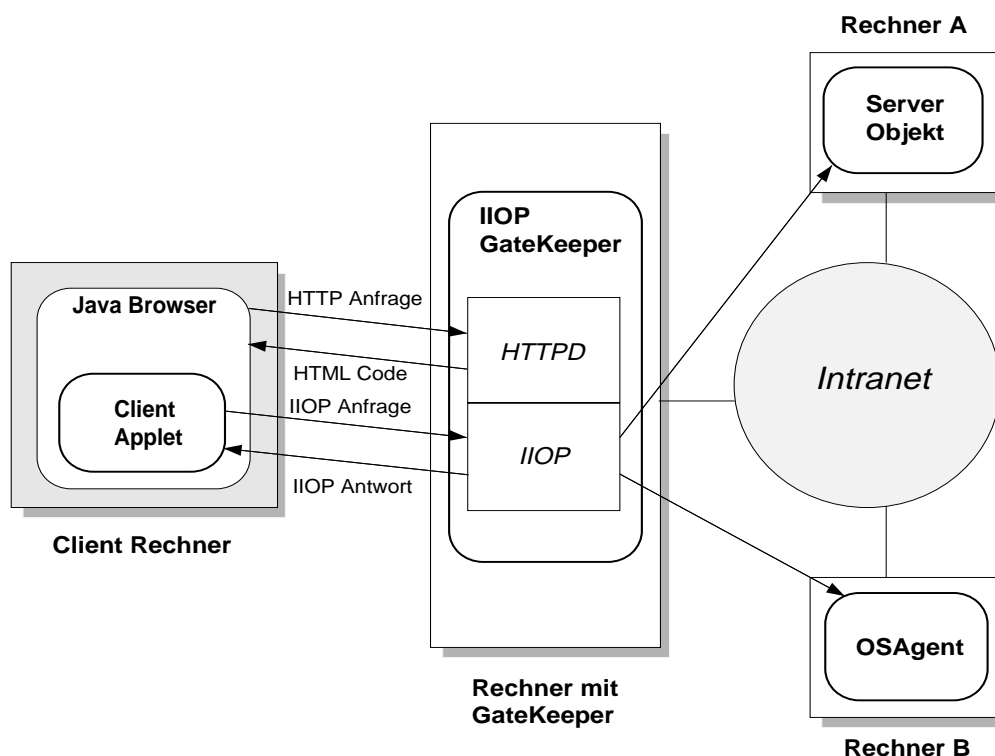 Rechner A
Server
Objekt
IIOP
GateKeeper
Java Browser
HTTP Anfrage
HTTPD
HTML Code
Intranet
Client
Applet
IIOP Anfrage
IIOP
IIOP Antwort
Client Rechner
OSAgent
Rechner mit
GateKeeper
Rechner B